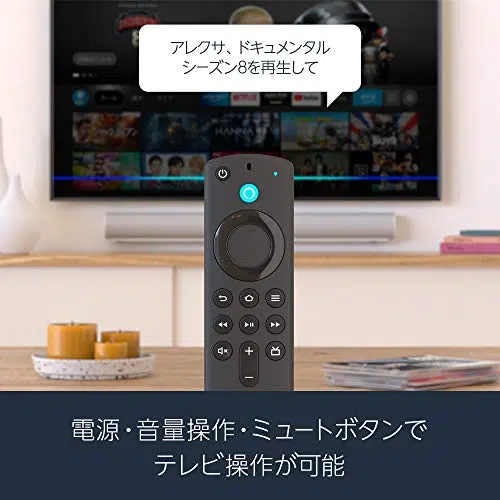 アレクサ、ドキュメンタル
シーズン8を再生して
NETFLIX
HANNA
電源・音量操作・ミュートボタンで
テレビ操作が可能